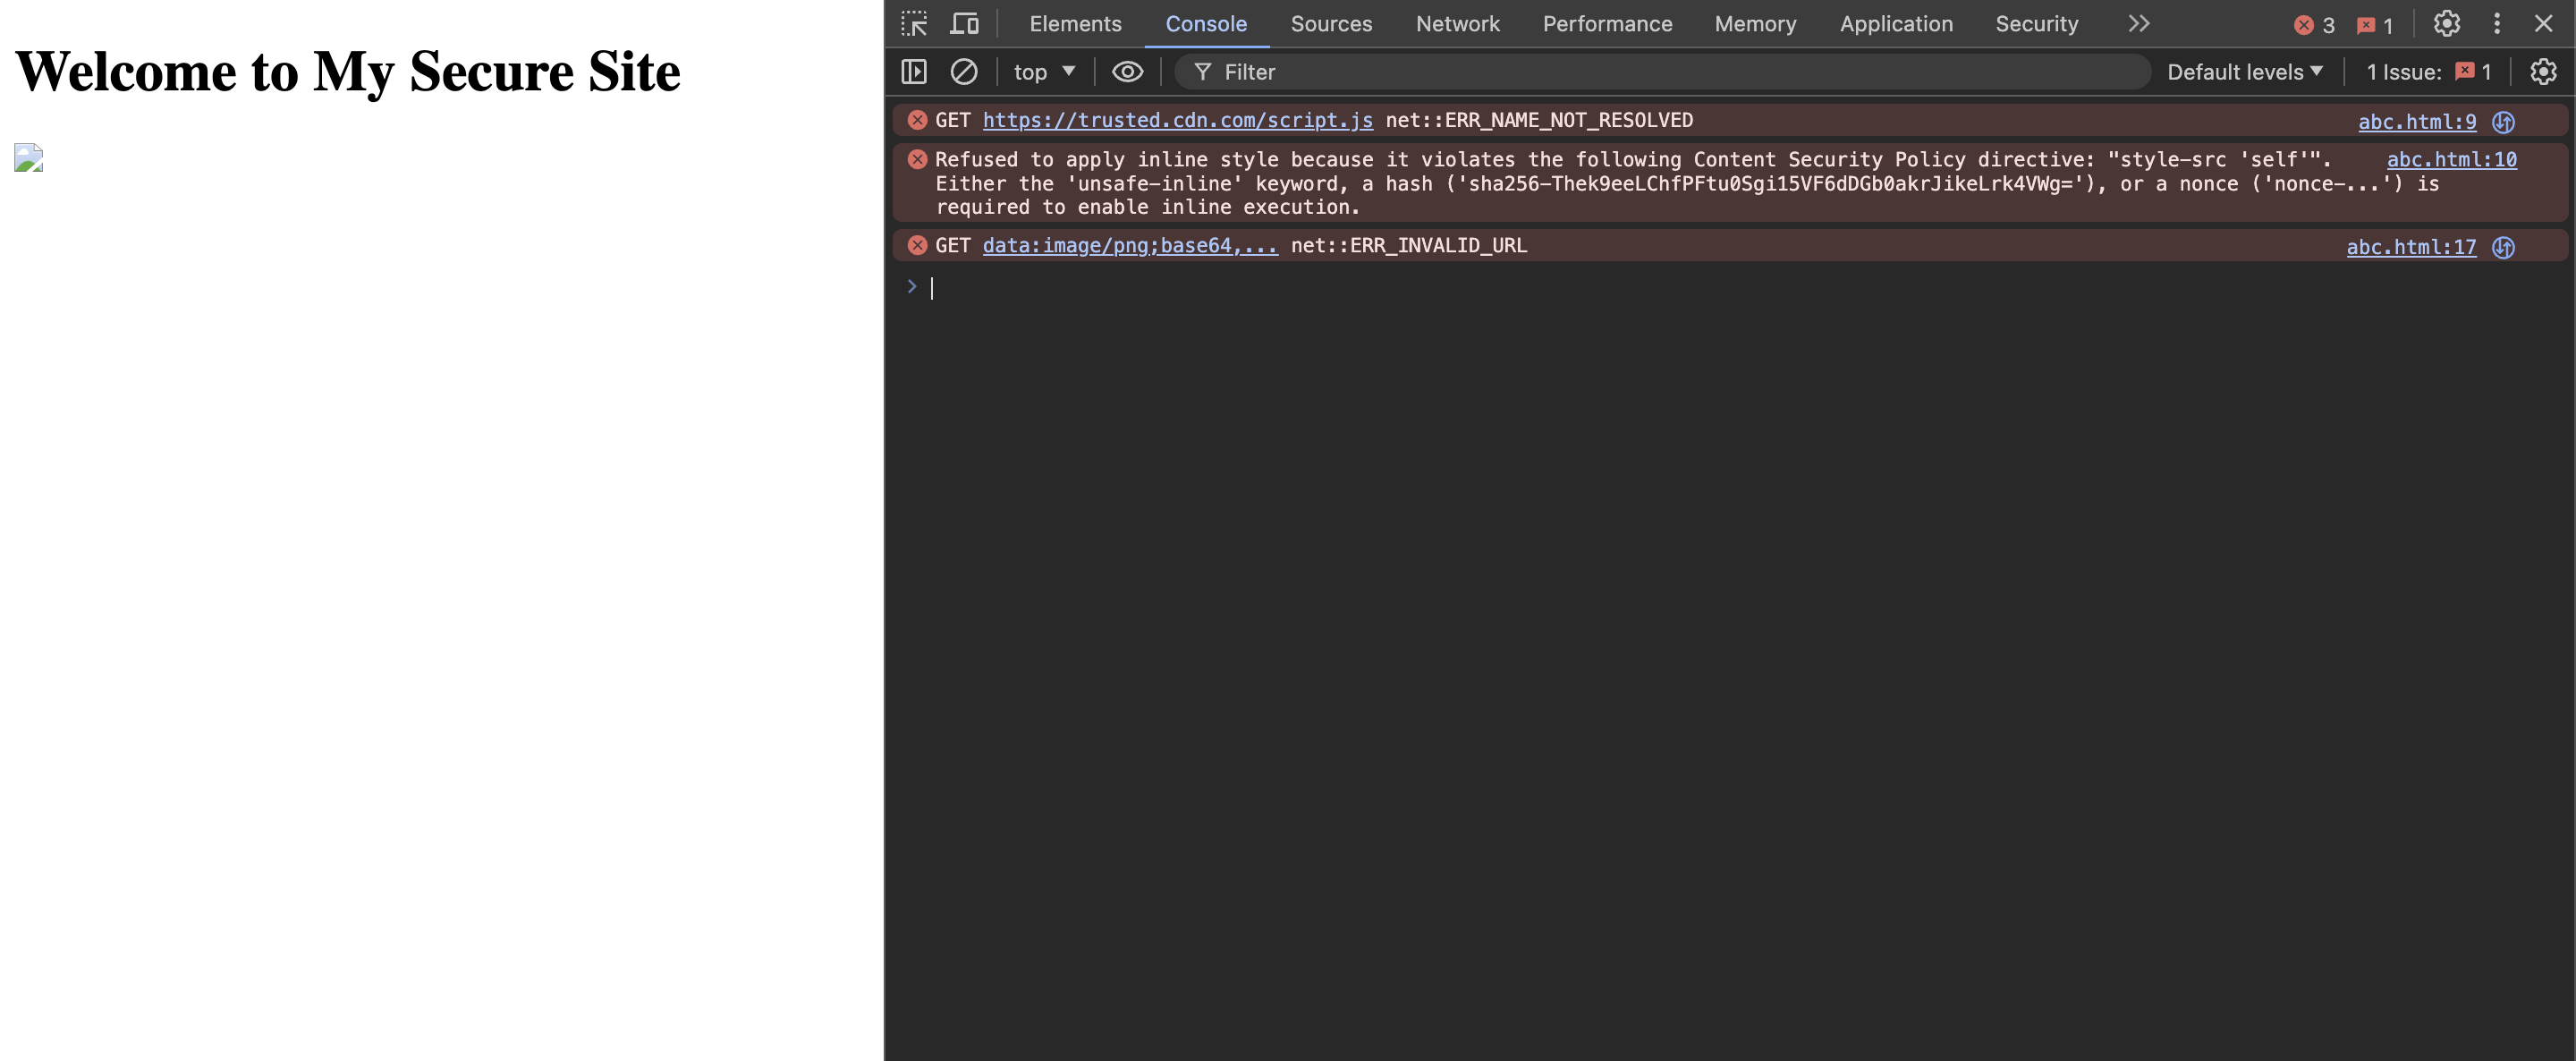 Welcome to My Secure Site
Elements Console Sources Network Performance Memory Application Security 3 1
top Filter Default levels 1 Issue: 1
GET https://trusted.cdn.com/script.js net::ERR_NAME_NOT_RESOLVED abc.html:9
Refused to apply inline style because it violates the following Content Security Policy directive: "style-src 'self'". abc.html:10
Either the 'unsafe-inline' keyword, a hash ('sha256-Thek9eeLChfPFtu0Sgi15VF6dDGb0akrJikeLrk4VWg='), or a nonce ('nonce-...') is
required to enable inline execution.
GET data:image/png;base64,... net::ERR_INVALID_URL abc.html:17